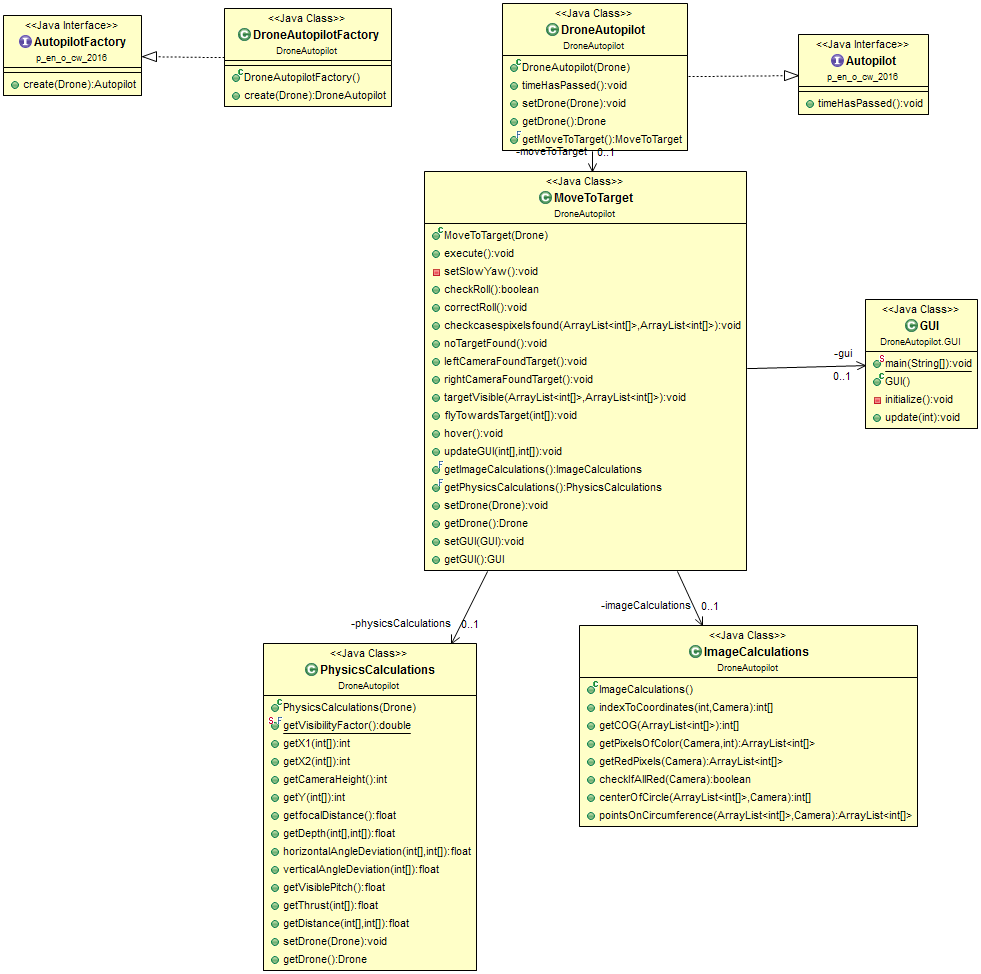 <<Java Interface>>
AutopilotFactory
p_en_o_cw_2016
create(Drone):Autopilot
<<Java Class>>
DroneAutopilotFactory
DroneAutopilot
DroneAutopilotFactory()
create(Drone):DroneAutopilot
<<Java Class>>
DroneAutopilot
DroneAutopilot
DroneAutopilot(Drone)
timeHasPassed():void
setDrone(Drone):void
getDrone():Drone
getMoveToTarget():MoveToTarget
<<Java Interface>>
Autopilot
p_en_o_cw_2016
timeHasPassed():void
-moveToTarget 0..1
<<Java Class>>
MoveToTarget
DroneAutopilot
MoveToTarget(Drone)
execute():void
setSlowYaw():void
checkRoll():boolean
correctRoll():void
checkcasespixelsfound(ArrayList<int[]>,ArrayList<int[]>):void
noTargetFound():void
leftCameraFoundTarget():void
rightCameraFoundTarget():void
targetVisible(ArrayList<int[]>,ArrayList<int[]>):void
flyTowardsTarget(int[]):void
hover():void
updateGUI(int[],int[]):void
getImageCalculations():ImageCalculations
getPhysicsCalculations():PhysicsCalculations
setDrone(Drone):void
getDrone():Drone
setGUI(GUI):void
getGUI():GUI
-gui
0..1
<<Java Class>>
GUI
DroneAutopilot.GUI
main(String[]):void
GUI()
initialize():void
update(int):void
-physicsCalculations 0..1
<<Java Class>>
PhysicsCalculations
DroneAutopilot
PhysicsCalculations(Drone)
getVisibilityFactor():double
getX1(int[]):int
getX2(int[]):int
getCameraHeight():int
getY(int[]):int
getfocalDistance():float
getDepth(int[],int[]):float
horizontalAngleDeviation(int[],int[]):float
verticalAngleDeviation(int[]):float
getVisiblePitch():float
getThrust(int[]):float
getDistance(int[],int[]):float
setDrone(Drone):void
getDrone():Drone
-imageCalculations 0..1
<<Java Class>>
ImageCalculations
DroneAutopilot
ImageCalculations()
indexToCoordinates(int,Camera):int[]
getCOG(ArrayList<int[]>):int[]
getPixelsOfColor(Camera,int):ArrayList<int[]>
getRedPixels(Camera):ArrayList<int[]>
checkIfAllRed(Camera):boolean
centerOfCircle(ArrayList<int[]>,Camera):int[]
pointsOnCircumference(ArrayList<int[]>,Camera):ArrayList<int[]>